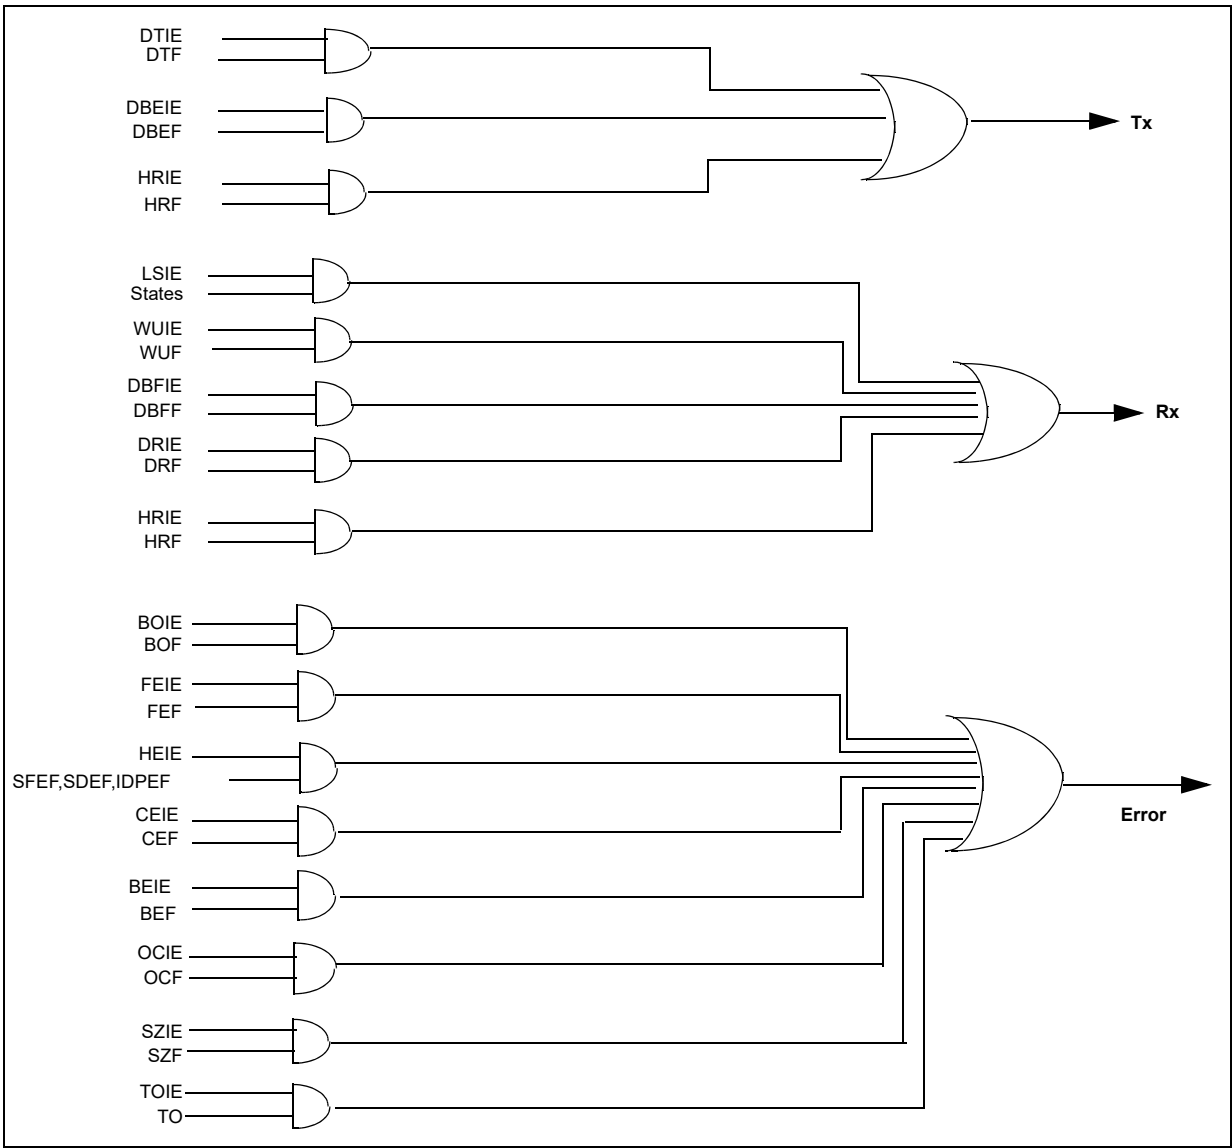 DTIE
DTF
DBEIE
DBEF
Tx
HRIE
HRF
LSIE
States
WUIE
WUF
DBFIE
DBFF
Rx
DRIE
DRF
HRIE
HRF
BOIE
BOF
FEIE
FEF
HEIE
SFEF,SDEF,IDPEF
CEIE
CEF
Error
BEIE
BEF
OCIE
OCF
SZIE
SZF
TOIE
TO